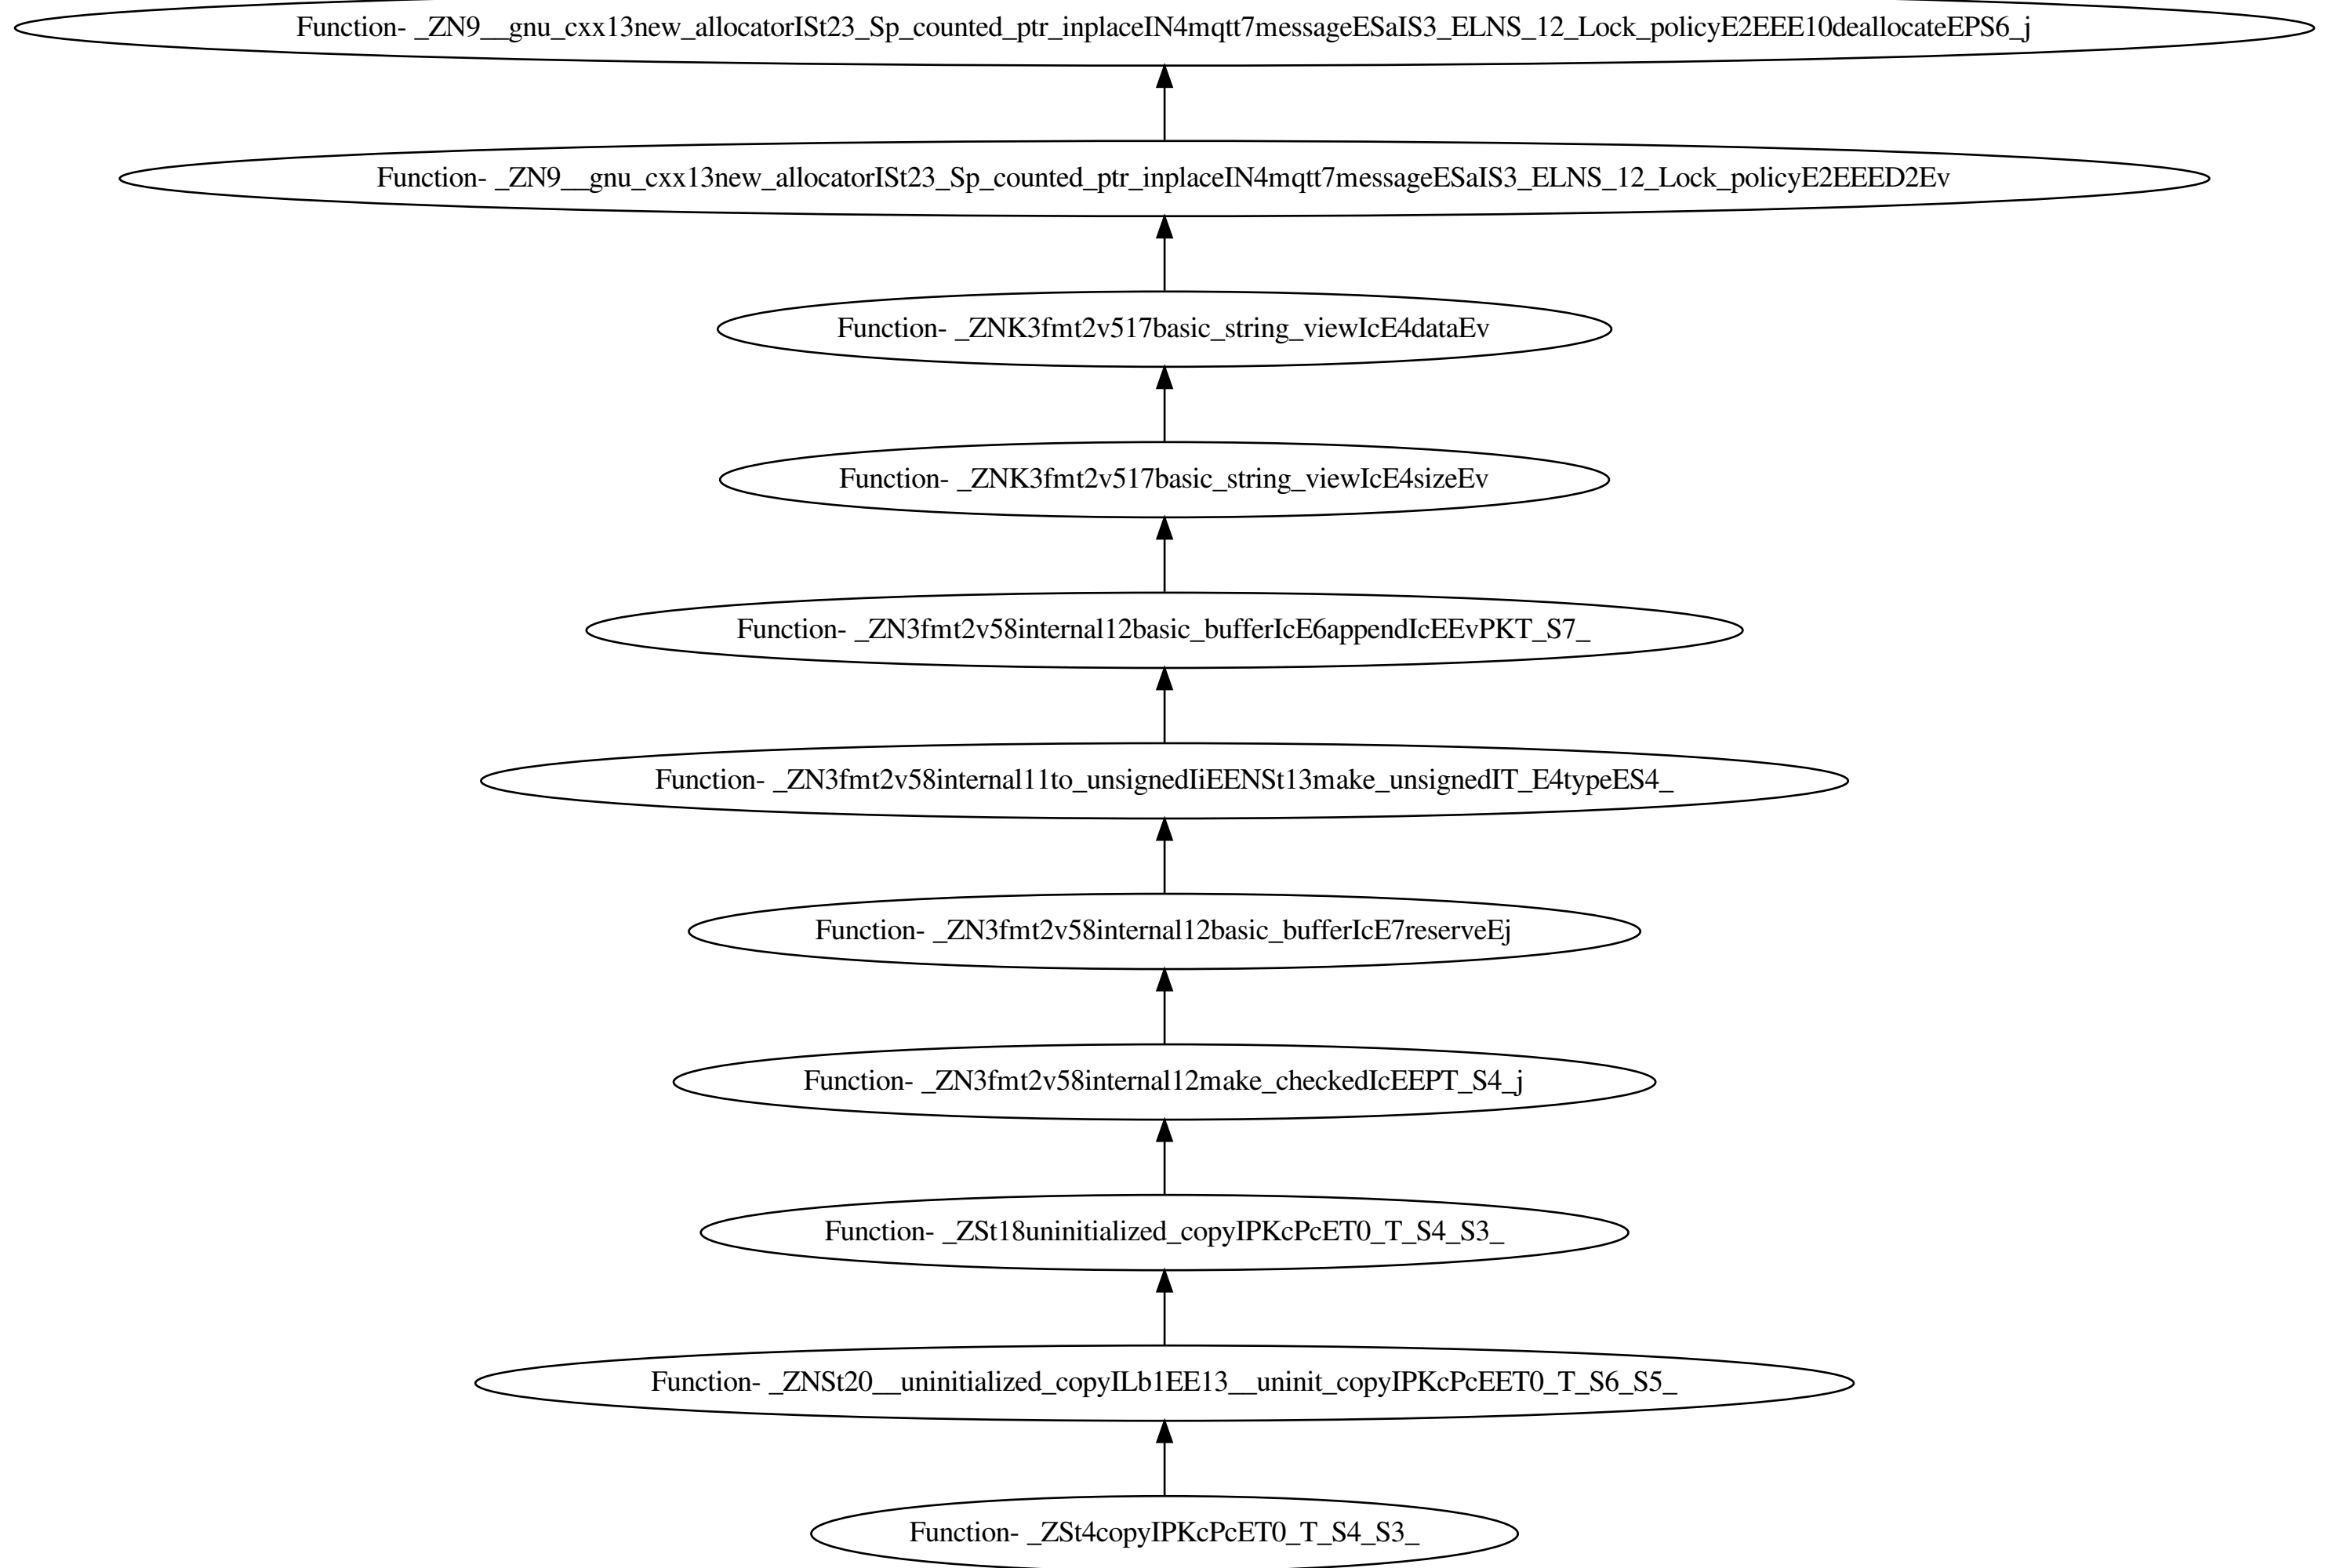 Function- _ZN9__gnu_cxx13new_allocatorISt23_Sp_counted_ptr_inplaceIN4mqtt7messageESaIS3_ELNS_12_Lock_policyE2EEE10deallocateEPS6_j
Function- _ZN9__gnu_cxx13new_allocatorISt23_Sp_counted_ptr_inplaceIN4mqtt7messageESaIS3_ELNS_12_Lock_policyE2EEED2Ev
Function- _ZNK3fmt2v517basic_string_viewIcE4dataEv
Function- _ZNK3fmt2v517basic_string_viewIcE4sizeEv
Function- _ZN3fmt2v58internal12basic_bufferIcE6appendIcEEvPKT_S7_
Function- _ZN3fmt2v58internal11to_unsignedIiEENSt13make_unsignedIT_E4typeES4_
Function- _ZN3fmt2v58internal12basic_bufferIcE7reserveEj
Function- _ZN3fmt2v58internal12make_checkedIcEEPT_S4_j
Function- _ZSt18uninitialized_copyIPKcPcET0_T_S4_S3_
Function- _ZNSt20__uninitialized_copyILb1EE13__uninit_copyIPKcPcEET0_T_S6_S5_
Function- _ZSt4copyIPKcPcET0_T_S4_S3_